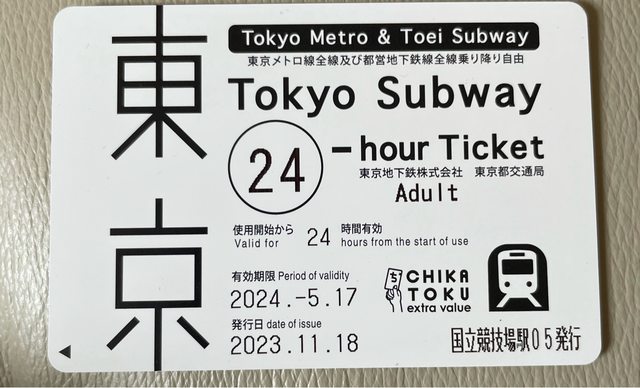 東京
Tokyo Metro & Toei Subway
東京メトロ線全線及び都営地下鉄線全線乗り降り自由
Tokyo Subway
24-hour Ticket
東京地下鉄株式会社 東京都交通局
Adult
使用開始から 24 時間有効
Valid for hours from the start of use
有効期限 Period of validity
2024.-5.17
発行日 date of issue
2023.11.18
ち
CHIKA
TOKU
extra value
国立競技場駅05発行